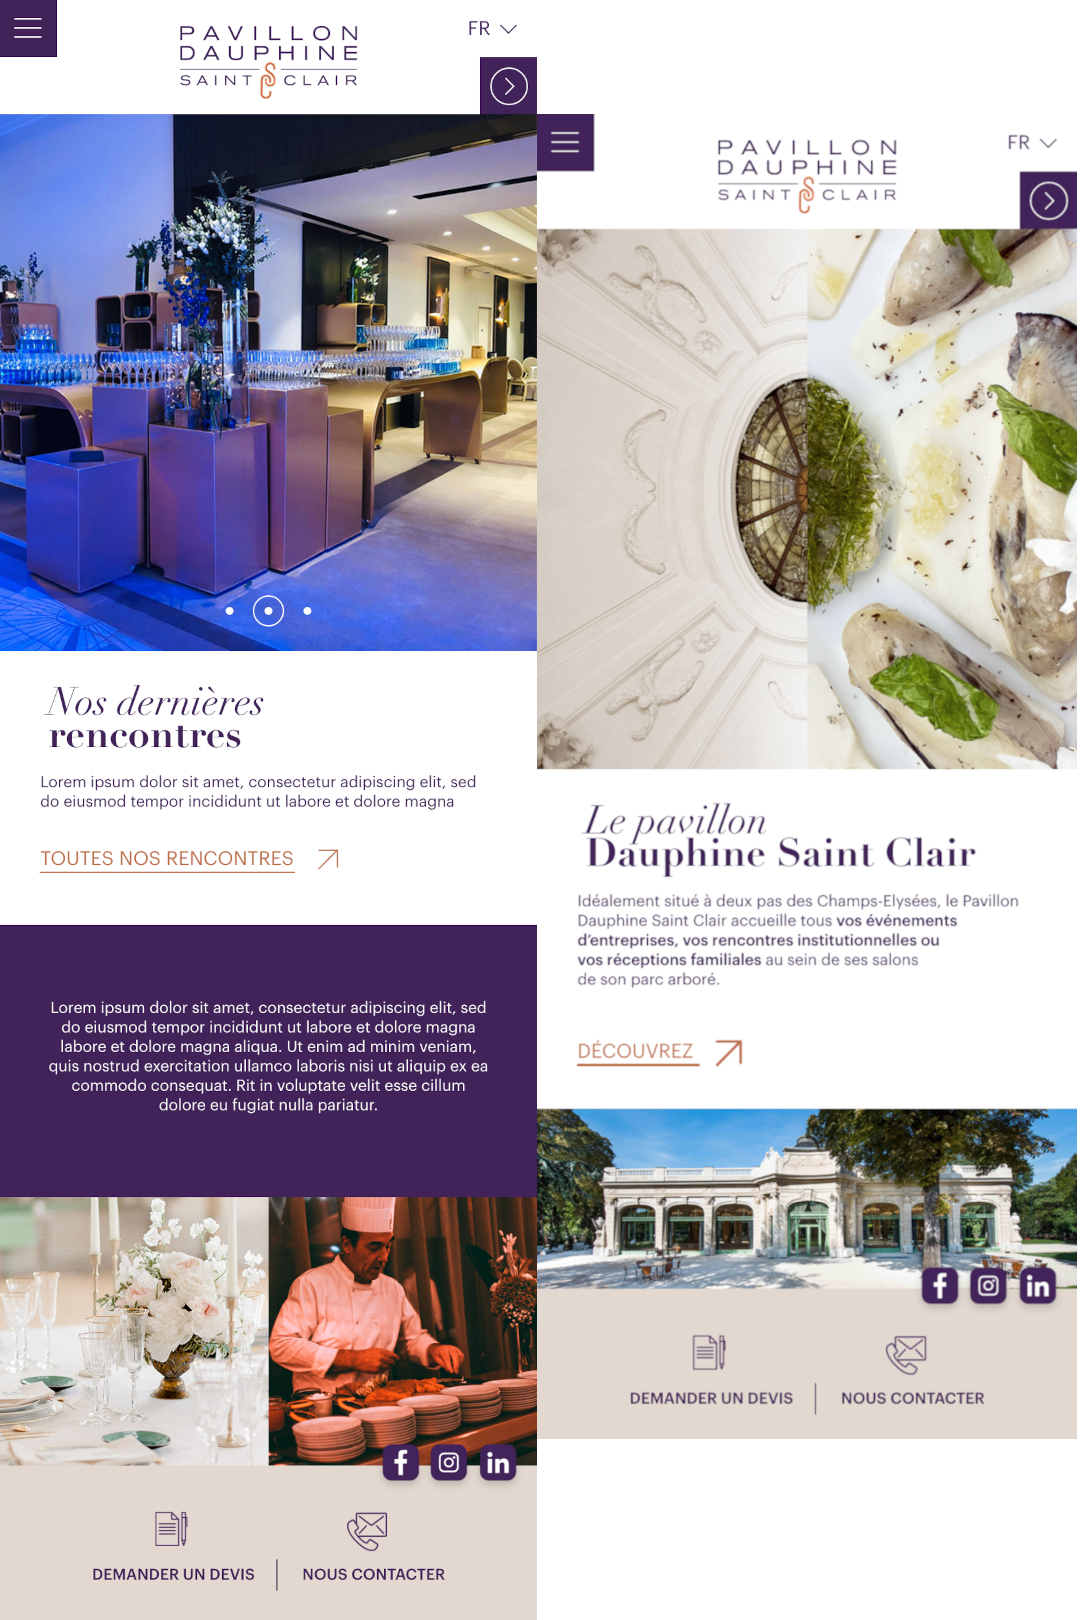 PAVILLON
DAUPHINE
SAINT CLAIR
FR
Nos dernières
rencontres
Lorem ipsum dolor sit amet, consectetur adipiscing elit, sed
do eiusmod tempor incididunt ut labore et dolore magna
TOUTES NOS RENCONTRES
Lorem ipsum dolor sit amet, consectetur adipiscing elit, sed
do eiusmod tempor incididunt ut labore et dolore magna
labore et dolore magna aliqua. Ut enim ad minim veniam,
quis nostrud exercitation ullamco laboris nisi ut aliquip ex ea
commodo consequat. Rit in voluptate velit esse cillum
dolore eu fugiat nulla pariatur.
f
in
DEMANDER UN DEVIS
NOUS CONTACTER
PAVILLON
DAUPHINE
SAINT CLAIR
FR
Le pavillon
Dauphine Saint Clair
Idéalement situé à deux pas des Champs-Elysées, le Pavillon
Dauphine Saint Clair accueille tous vos événements
d'entreprises, vos rencontres institutionnelles ou
vos réceptions familiales au sein de ses salons
de son parc arboré.
DÉCOUVREZ
f
in
DEMANDER UN DEVIS
NOUS CONTACTER